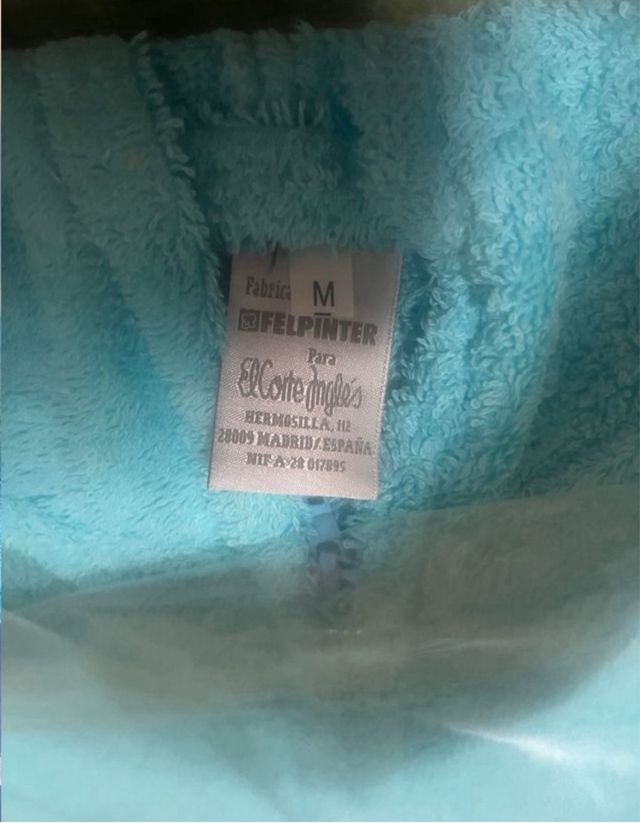 Fabrica
M
FELPINTER
Para
El Corte Inglés
HERMOSILLA, 112
28009 MADRID/ESPAÑA
NIF-A-28 017895